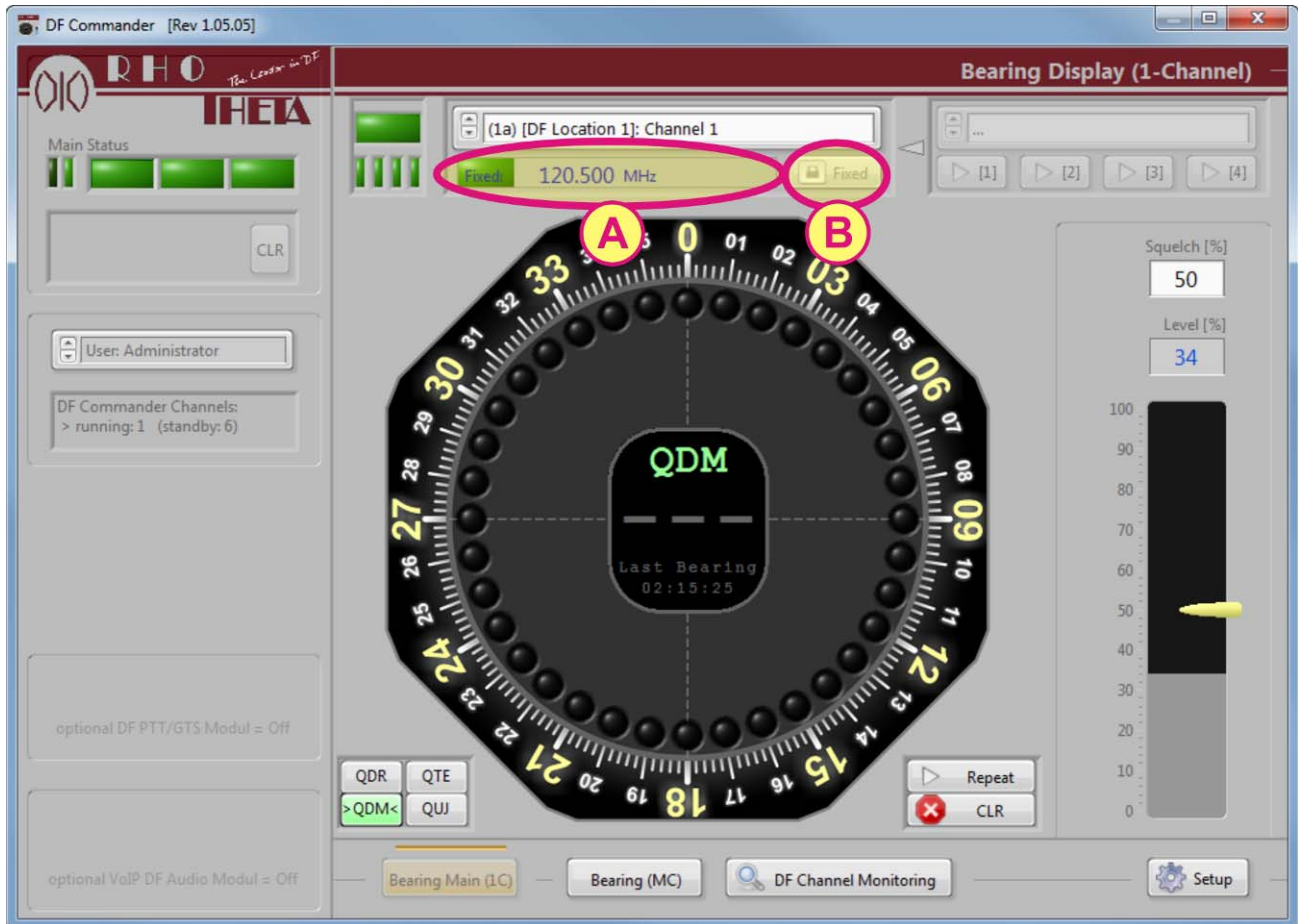 DF Commander [Rev 1.05.05]
RHO
The Leader in DF
THETA
Bearing Display (1-Channel)
Main Status
CLR
(1a) [DF Location 1]: Channel 1
Fixed: 120.500 MHz
Fixed
...
[1] [2] [3] [4]
A
B
User: Administrator
DF Commander Channels:
> running: 1 (standby: 6)
0 01 02 03 04 05 06 07 08 09 10 11 12 13 14 15 16 17 18 19 20 21 22 23 24 25 26 27 28 29 30 31 32 33
QDM
Last Bearing
02:15:25
Squelch [%]
50
Level [%]
34
100
90
80
70
60
50
40
30
20
10
0
optional DF PTT/GTS Modul = Off
QDR QTE
>QDM< QUJ
Repeat
CLR
optional VoIP DF Audio Modul = Off
Bearing Main (1C)
Bearing (MC)
DF Channel Monitoring
Setup